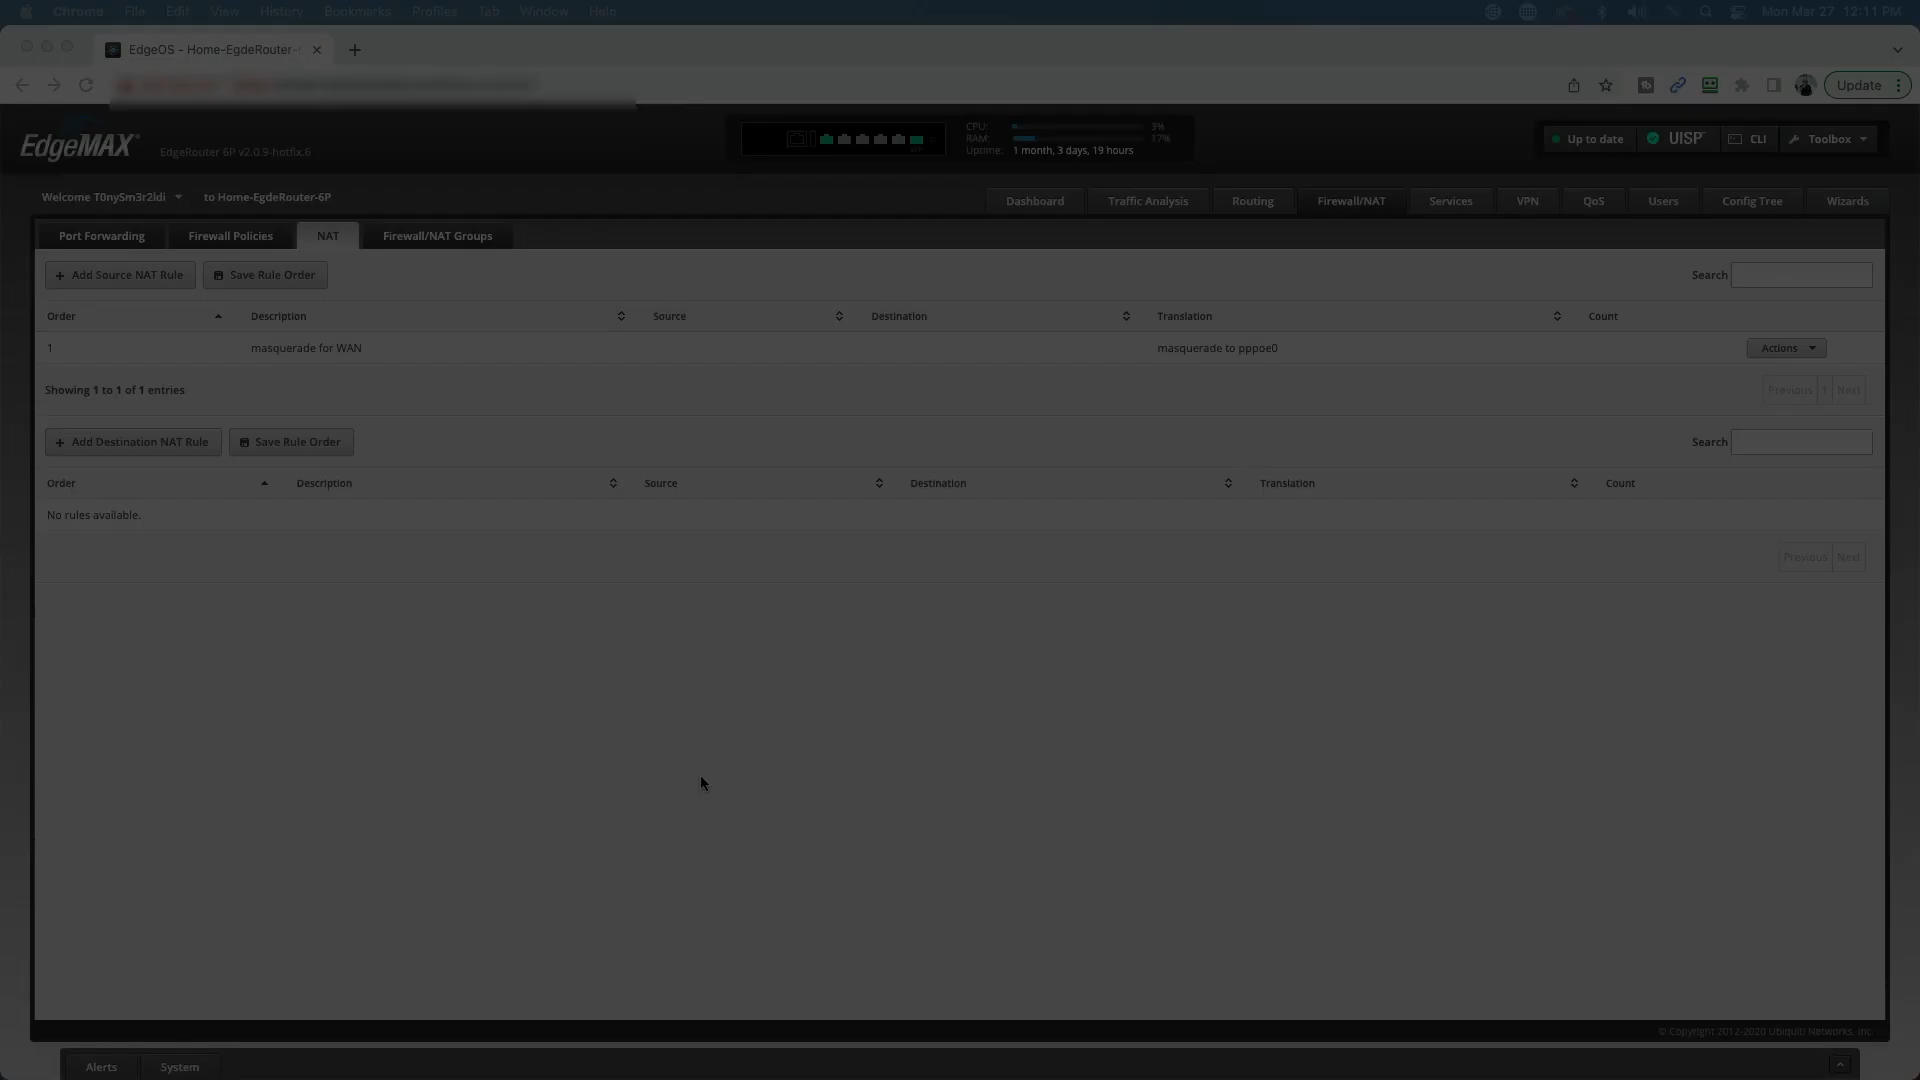 Chrome File Edit View History Bookmarks Profiles Tab Window Help Mon Mar 27 12:11 PM
EdgeOS - Home-EgdeRouter-
Update
EdgeMAX EdgeRouter 6P v2.0.9-hotfix.6
CPU: 3%
RAM: 17%
Uptime: 1 month, 3 days, 19 hours
Up to date UISP CLI Toolbox
Welcome T0nySm3r2ldi to Home-EgdeRouter-6P
Dashboard Traffic Analysis Routing Firewall/NAT Services VPN QoS Users Config Tree Wizards
Port Forwarding Firewall Policies NAT Firewall/NAT Groups
+ Add Source NAT Rule Save Rule Order Search
Order Description Source Destination Translation Count
1 masquerade for WAN masquerade to pppoe0 Actions
Showing 1 to 1 of 1 entries Previous 1 Next
+ Add Destination NAT Rule Save Rule Order Search
Order Description Source Destination Translation Count
No rules available.
Previous Next
© Copyright 2012-2020 Ubiquiti Networks, Inc.
Alerts System